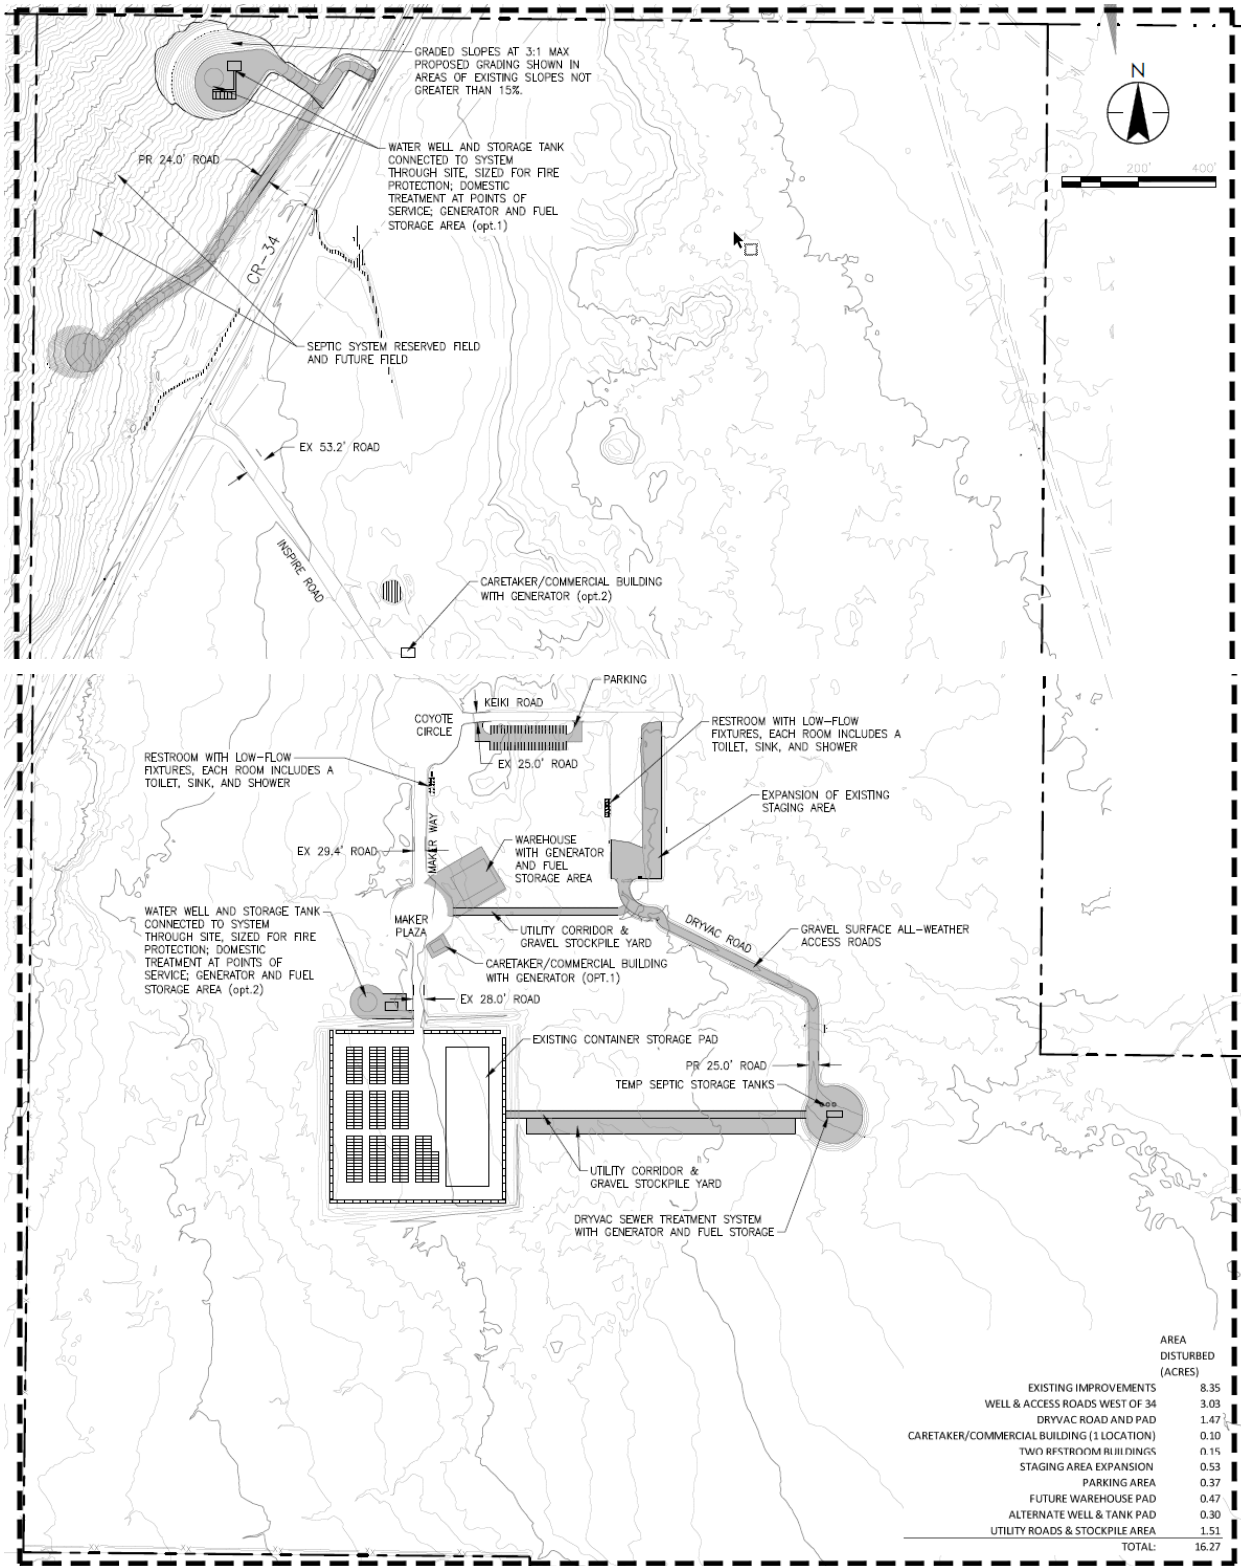 GRADED SLOPES AT 3:1 MAX
PROPOSED GRADING SHOWN IN
AREAS OF EXISTING SLOPES NOT
GREATER THAN 15%.
N
200'
400'
WATER WELL AND STORAGE TANK
CONNECTED TO SYSTEM
THROUGH SITE, SIZED FOR FIRE
PROTECTION; DOMESTIC
TREATMENT AT POINTS OF
SERVICE; GENERATOR AND FUEL
STORAGE AREA (opt.1)
PR 24.0' ROAD
CR-34
SEPTIC SYSTEM RESERVED FIELD
AND FUTURE FIELD
EX 53.2' ROAD
INSPIRE ROAD
CARETAKER/COMMERCIAL BUILDING
WITH GENERATOR (opt.2)
PARKING
KEIKI ROAD
COYOTE
CIRCLE
RESTROOM WITH LOW-FLOW
FIXTURES, EACH ROOM INCLUDES A
TOILET, SINK, AND SHOWER
RESTROOM WITH LOW-FLOW
FIXTURES, EACH ROOM INCLUDES A
TOILET, SINK, AND SHOWER
EX 25.0' ROAD
EXPANSION OF EXISTING
STAGING AREA
MAKER WAY
EX 29.4' ROAD
WAREHOUSE
WITH GENERATOR
AND FUEL
STORAGE AREA
WATER WELL AND STORAGE TANK
CONNECTED TO SYSTEM
THROUGH SITE, SIZED FOR FIRE
PROTECTION; DOMESTIC
TREATMENT AT POINTS OF
SERVICE; GENERATOR AND FUEL
STORAGE AREA (opt.2)
MAKER
PLAZA
UTILITY CORRIDOR &
GRAVEL STOCKPILE YARD
DRYVAC ROAD
GRAVEL SURFACE ALL-WEATHER
ACCESS ROADS
CARETAKER/COMMERCIAL BUILDING
WITH GENERATOR (OPT.1)
EX 28.0' ROAD
EXISTING CONTAINER STORAGE PAD
PR 25.0' ROAD
TEMP SEPTIC STORAGE TANKS
UTILITY CORRIDOR &
GRAVEL STOCKPILE YARD
DRYVAC SEWER TREATMENT SYSTEM
WITH GENERATOR AND FUEL STORAGE
AREA
DISTURBED
(ACRES)
EXISTING IMPROVEMENTS 8.35
WELL & ACCESS ROADS WEST OF 34 3.03
DRYVAC ROAD AND PAD 1.47
CARETAKER/COMMERCIAL BUILDING (1 LOCATION) 0.10
TWO RESTROOM BUILDINGS 0.15
STAGING AREA EXPANSION 0.53
PARKING AREA 0.37
FUTURE WAREHOUSE PAD 0.47
ALTERNATE WELL & TANK PAD 0.30
UTILITY ROADS & STOCKPILE AREA 1.51
TOTAL: 16.27